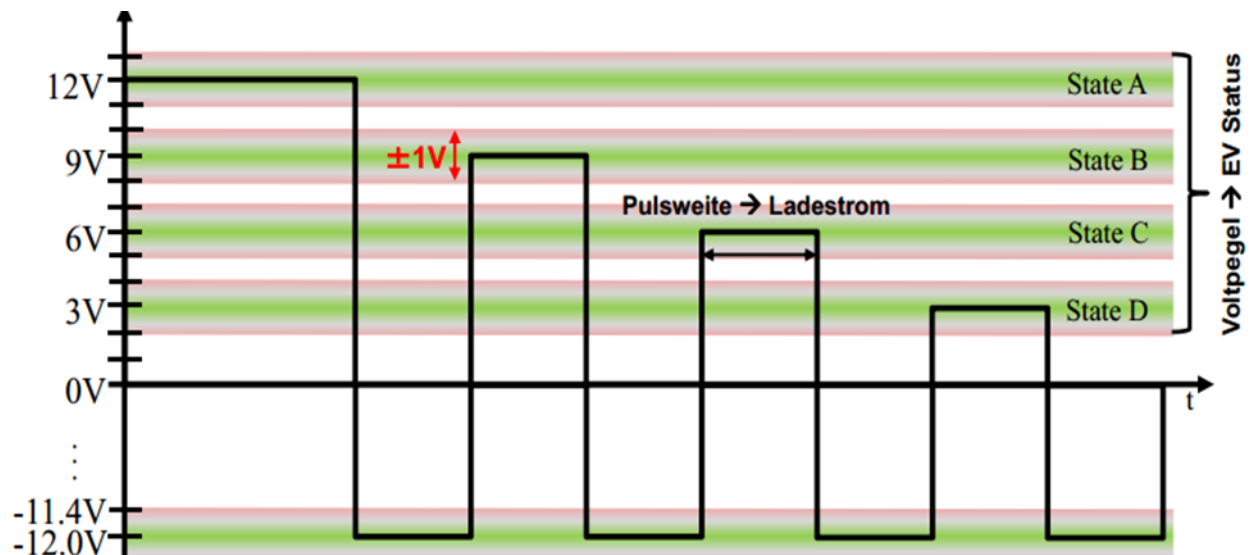 12V
State A
9V
±1V
State B
Pulsweite → Ladestrom
6V
State C
3V
State D
Voltpegel → EV Status
0V
t
-11.4V
-12.0V